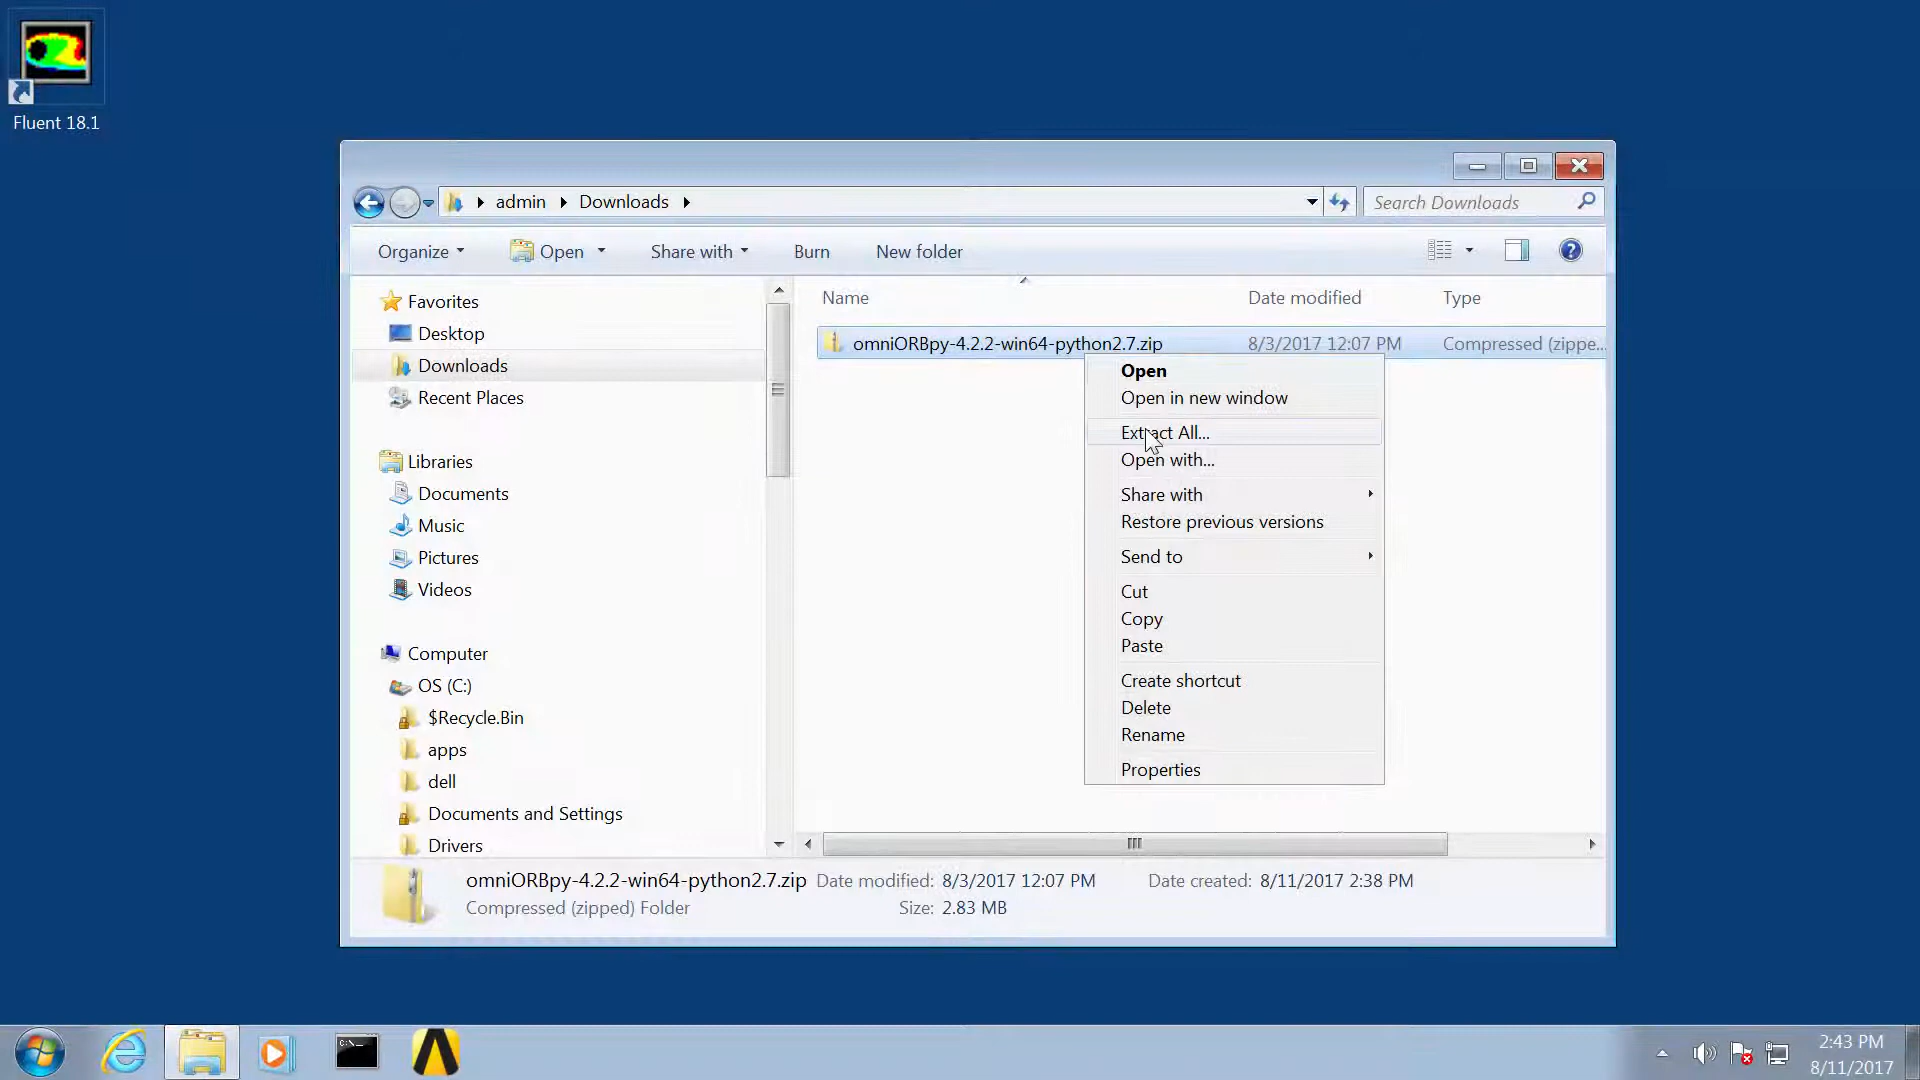 Fluent 18.1
admin
Downloads
Search Downloads
Organize
Open
Share with
Burn
New folder
Favorites
Desktop
Downloads
Recent Places
Libraries
Documents
Music
Pictures
Videos
Computer
OS (C:)
$Recycle.Bin
apps
dell
Documents and Settings
Drivers
Name
Date modified
Type
omniORBpy-4.2.2-win64-python2.7.zip
8/3/2017 12:07 PM
Compressed (zippe...
Open
Open in new window
Extract All...
Open with...
Share with
Restore previous versions
Send to
Cut
Copy
Paste
Create shortcut
Delete
Rename
Properties
omniORBpy-4.2.2-win64-python2.7.zip Date modified: 8/3/2017 12:07 PM Date created: 8/11/2017 2:38 PM
Compressed (zipped) Folder Size: 2.83 MB
C:\_
2:43 PM
8/11/2017